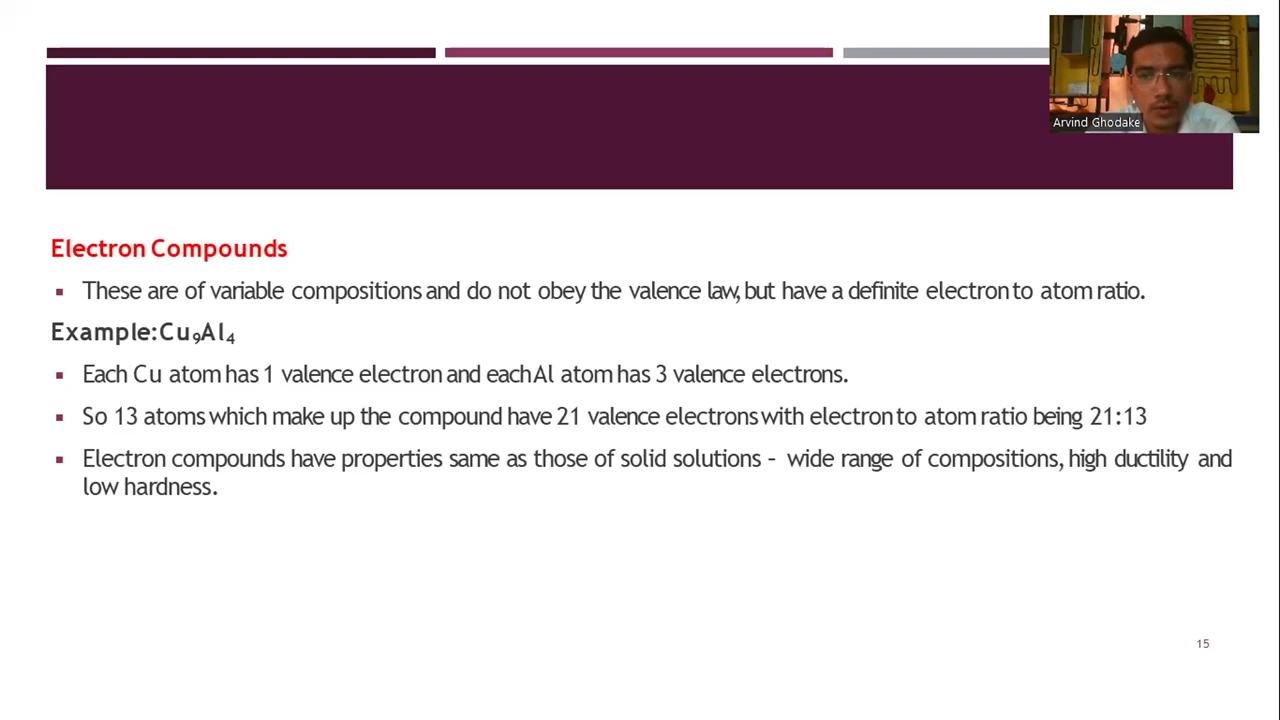 Arvind Ghodake
Electron Compounds
▪ These are of variable compositions and do not obey the valence law, but have a definite electron to atom ratio.
Example:Cu₉Al₄
▪ Each Cu atom has 1 valence electron and each Al atom has 3 valence electrons.
▪ So 13 atoms which make up the compound have 21 valence electrons with electron to atom ratio being 21:13
▪ Electron compounds have properties same as those of solid solutions – wide range of compositions, high ductility and
low hardness.
15